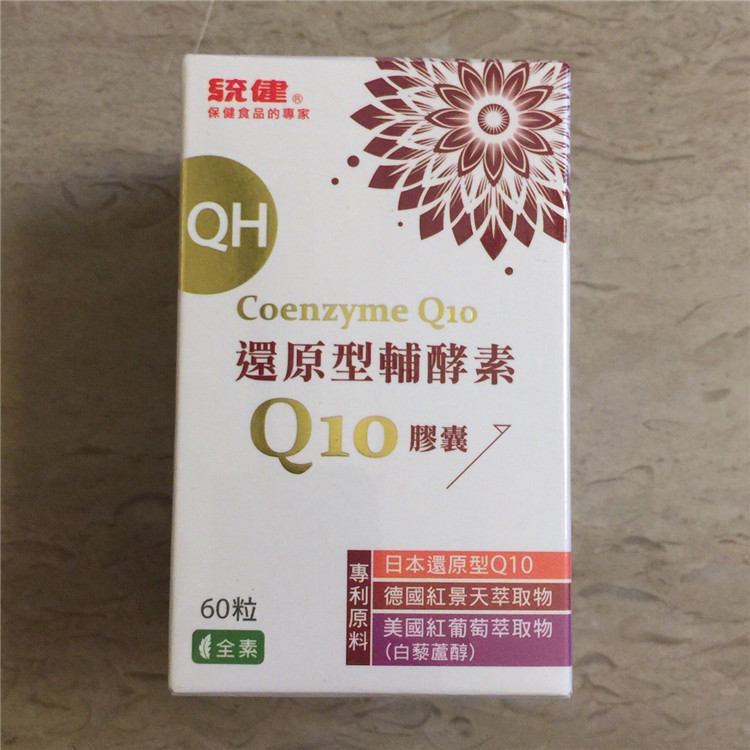 統健®
保健食品的專家
QH
Coenzyme Q10
還原型輔酵素
Q10膠囊
專利原料
日本還原型Q10
德國紅景天萃取物
美國紅葡萄萃取物
(白藜蘆醇)
60粒
全素